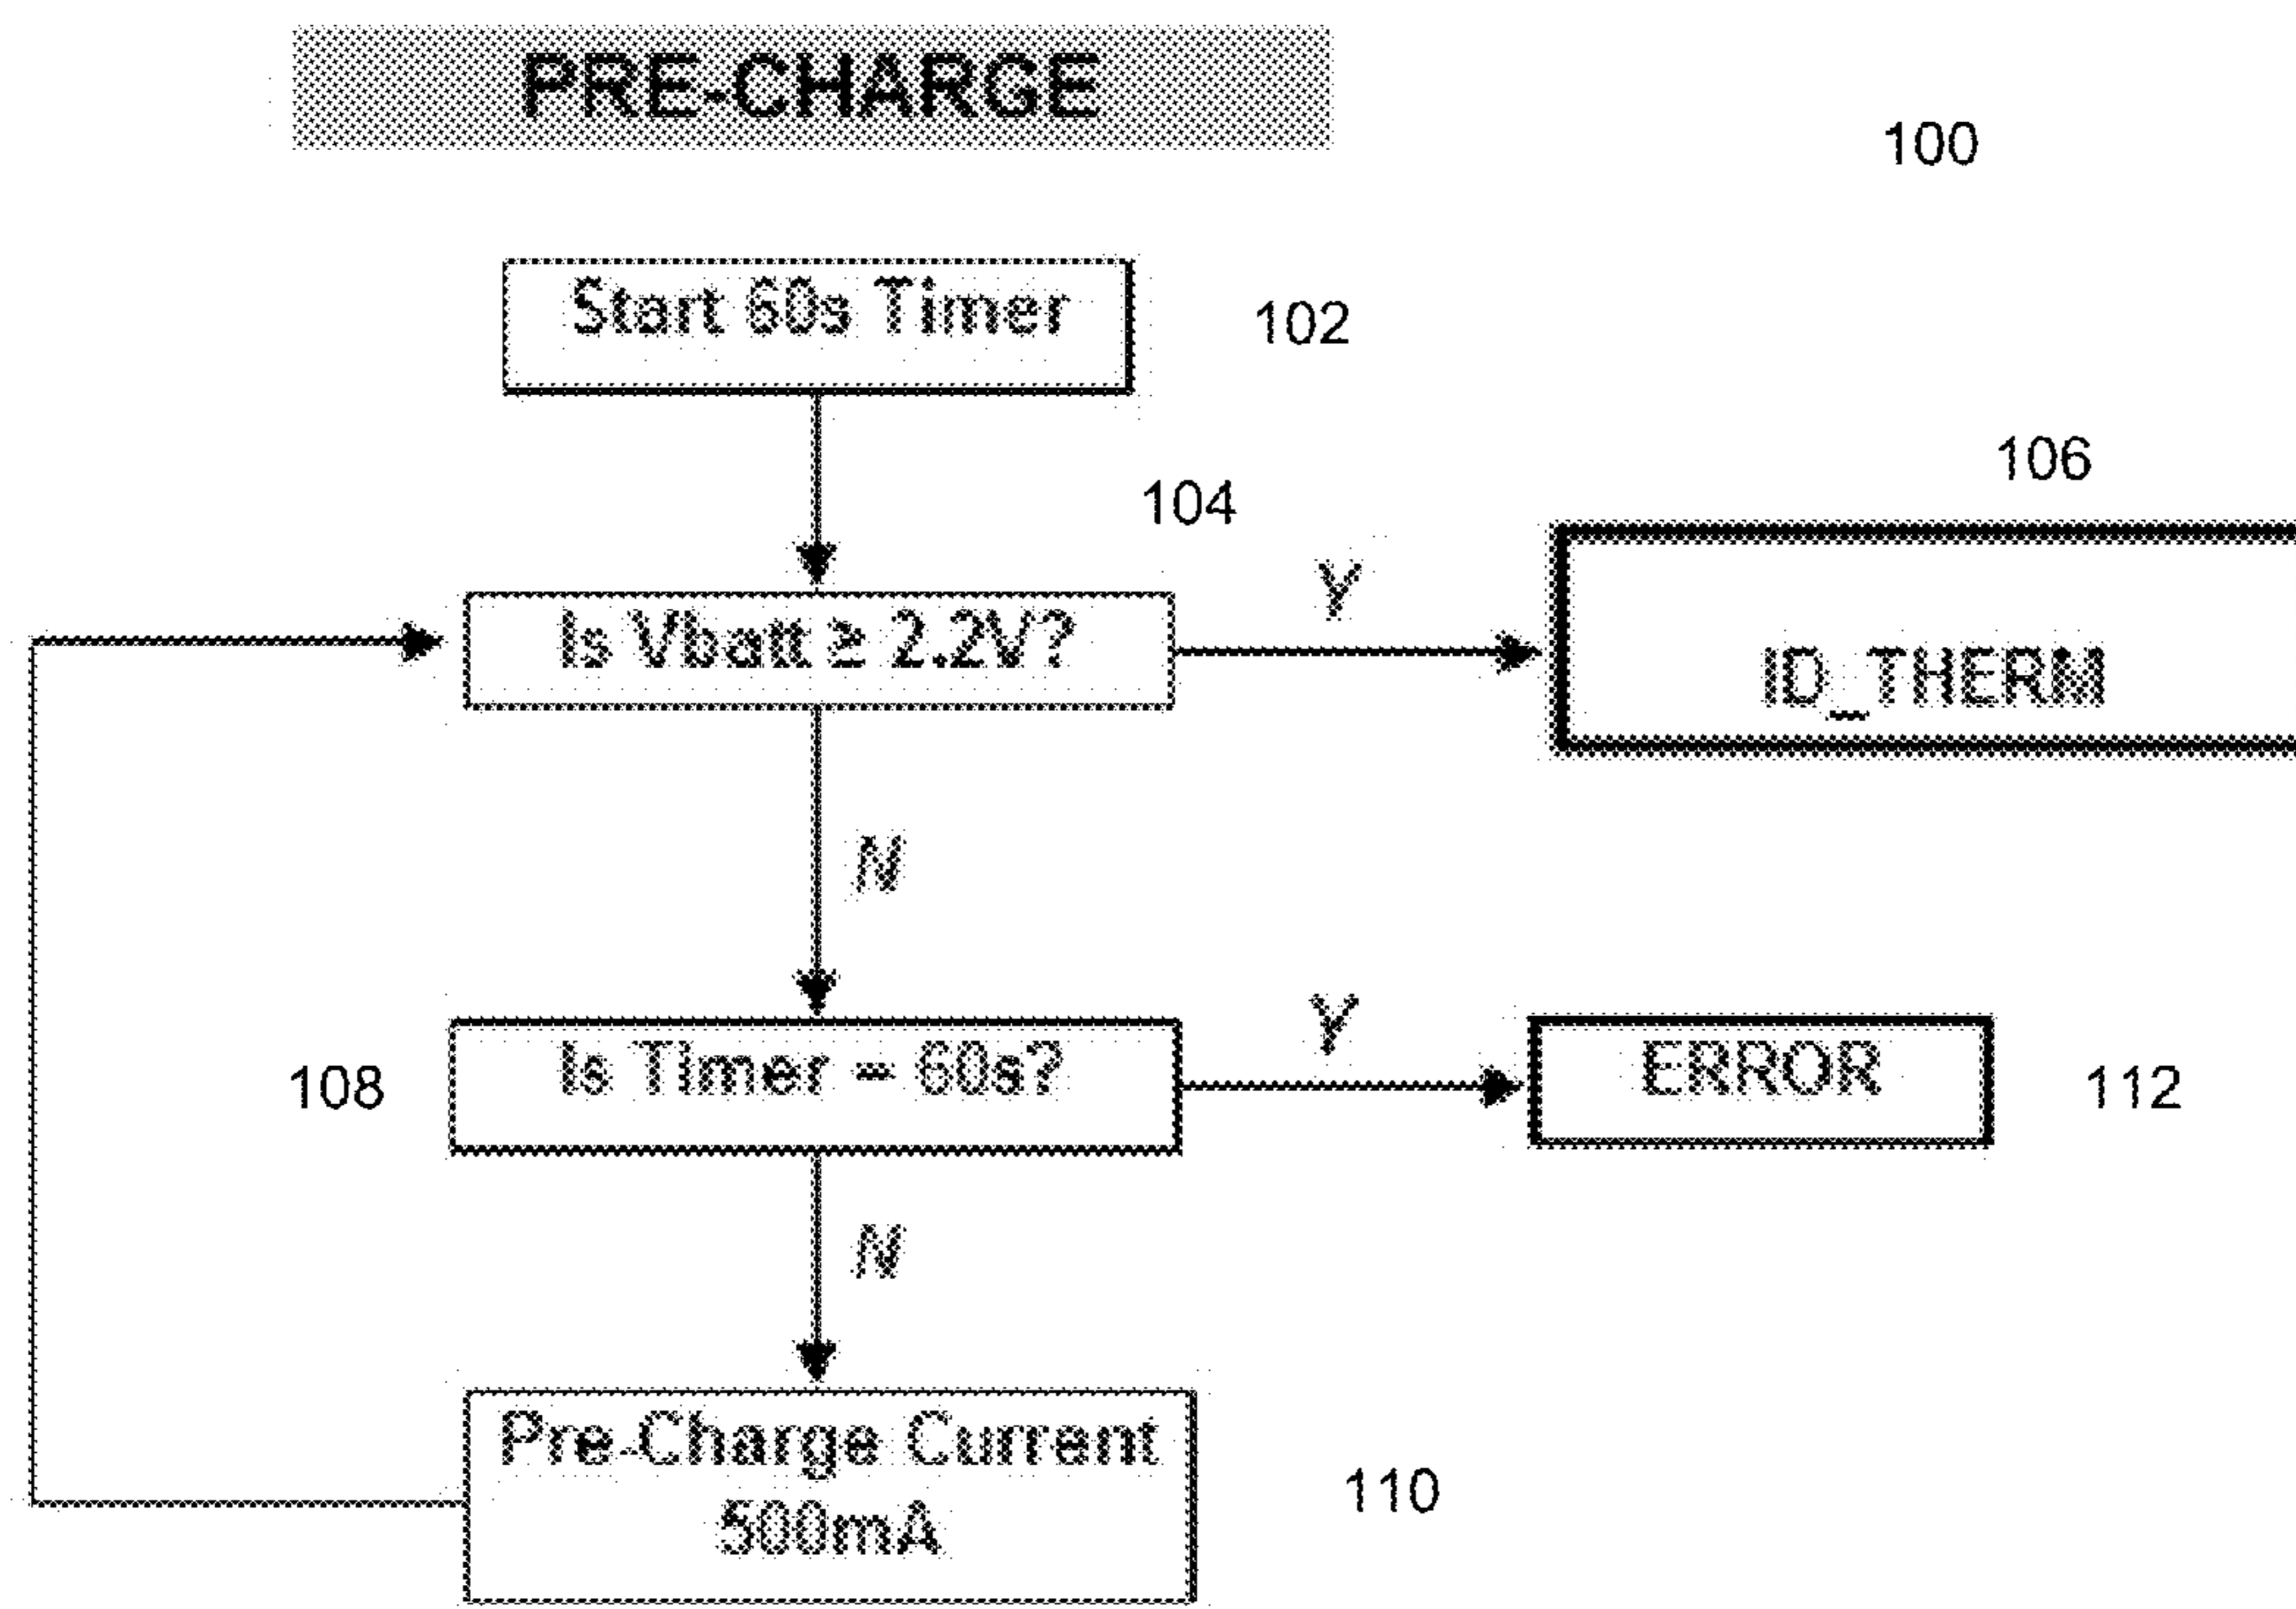 PRE-CHARGE
100
Start 60s Timer
102
104
106
Is Vbatt ≥ 2.2V?
Y
ID_THERM
N
108
Is Timer = 60s?
Y
ERROR
112
N
Pre-Charge Current
500mA
110